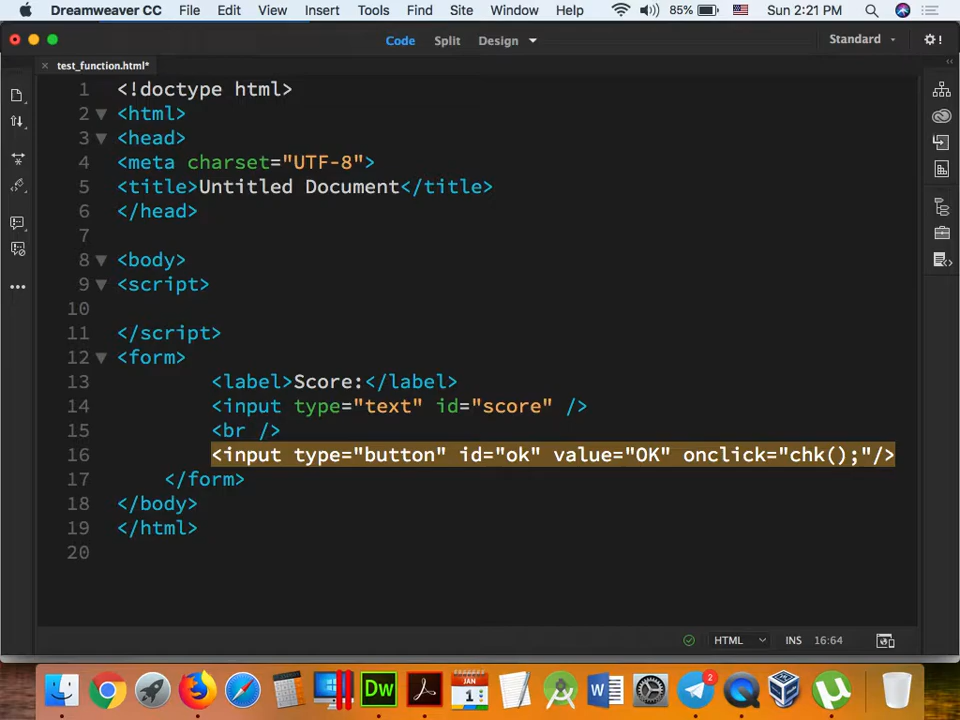 Dreamweaver CC File Edit View Insert Tools Find Site Window Help 85% Sun 2:21 PM
Code Split Design Standard
test_function.html*
1 <!doctype html>
2 <html>
3 <head>
4 <meta charset="UTF-8">
5 <title>Untitled Document</title>
6 </head>
7
8 <body>
9 <script>
10
11 </script>
12 <form>
13 <label>Score:</label>
14 <input type="text" id="score" />
15 <br />
16 <input type="button" id="ok" value="OK" onclick="chk();"/>
17 </form>
18 </body>
19 </html>
20
HTML INS 16:64
Dw JAN 1 W 2